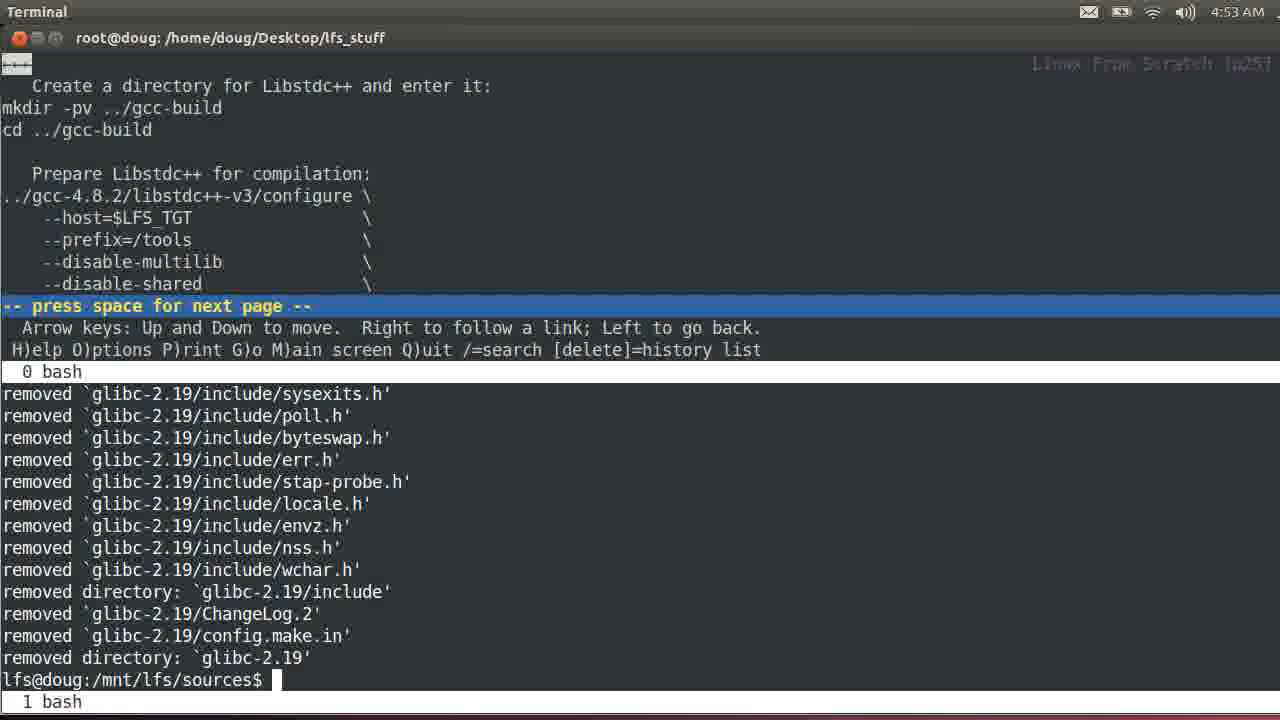 Terminal
4:53 AM
root@doug: /home/doug/Desktop/lfs_stuff
Linux From Scratch (p25)
Create a directory for Libstdc++ and enter it:
mkdir -pv ../gcc-build
cd ../gcc-build
Prepare Libstdc++ for compilation:
../gcc-4.8.2/libstdc++-v3/configure \
--host=$LFS_TGT \
--prefix=/tools \
--disable-multilib \
--disable-shared \
-- press space for next page --
Arrow keys: Up and Down to move.  Right to follow a link; Left to go back.
H)elp O)ptions P)rint G)o M)ain screen Q)uit /=search [delete]=history list
0 bash
removed `glibc-2.19/include/sysexits.h'
removed `glibc-2.19/include/poll.h'
removed `glibc-2.19/include/byteswap.h'
removed `glibc-2.19/include/err.h'
removed `glibc-2.19/include/stap-probe.h'
removed `glibc-2.19/include/locale.h'
removed `glibc-2.19/include/envz.h'
removed `glibc-2.19/include/nss.h'
removed `glibc-2.19/include/wchar.h'
removed directory: `glibc-2.19/include'
removed `glibc-2.19/ChangeLog.2'
removed `glibc-2.19/config.make.in'
removed directory: `glibc-2.19'
lfs@doug:/mnt/lfs/sources$
1 bash